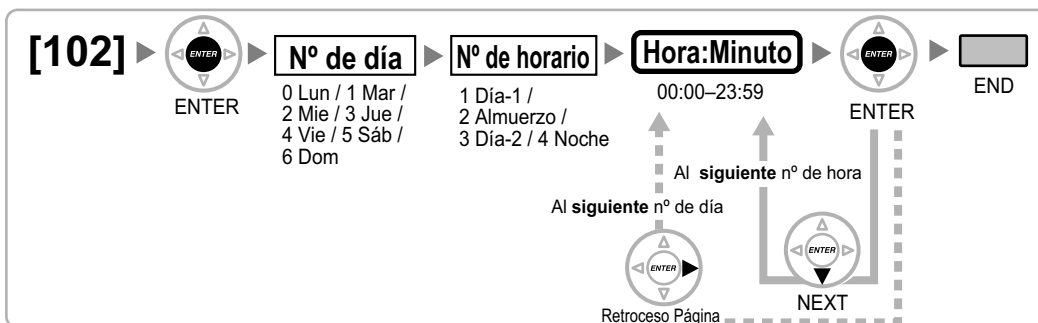 [102]
ENTER
ENTER
Nº de día
0 Lun / 1 Mar /
2 Mie / 3 Jue /
4 Vie / 5 Sáb /
6 Dom
Nº de horario
1 Día-1 /
2 Almuerzo /
3 Día-2 / 4 Noche
Hora:Minuto
00:00–23:59
ENTER
ENTER
END
Al siguiente nº de hora
Al siguiente nº de día
ENTER
Retroceso Página
ENTER
NEXT